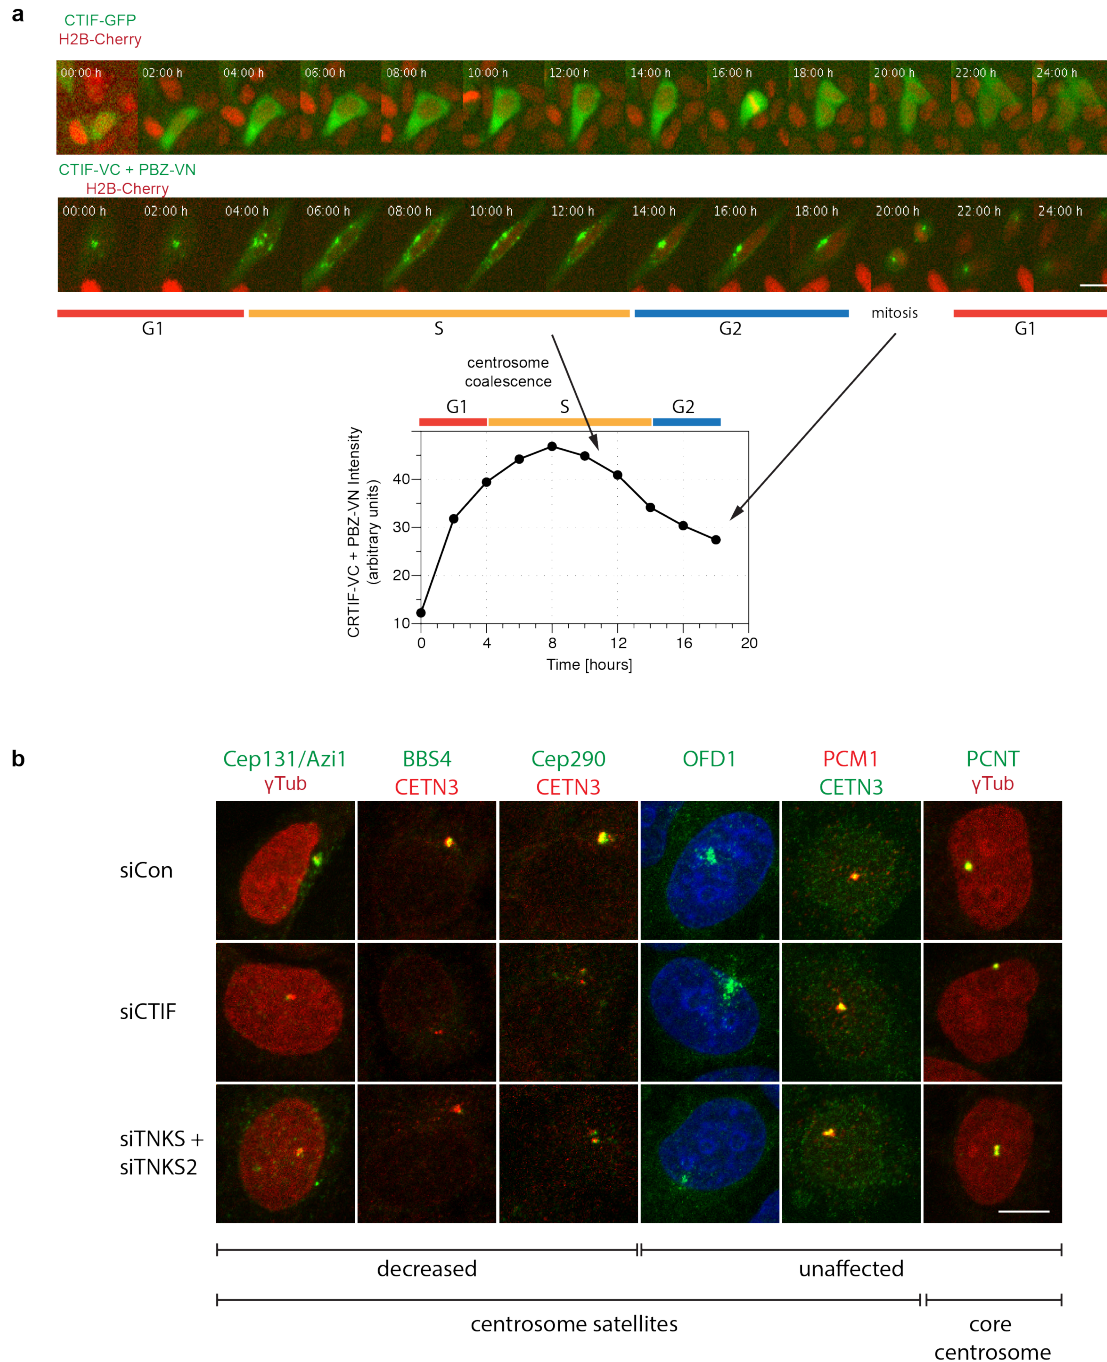 a
CTIF-GFP
H2B-Cherry
00:00 h 02:00 h 04:00 h 06:00 h 08:00 h 10:00 h 12:00 h 14:00 h 16:00 h 18:00 h 20:00 h 22:00 h 24:00 h
CTIF-VC + PBZ-VN
H2B-Cherry
00:00 h 02:00 h 04:00 h 06:00 h 08:00 h 10:00 h 12:00 h 14:00 h 16:00 h 18:00 h 20:00 h 22:00 h 24:00 h
G1 S G2 mitosis G1
centrosome
coalescence
G1 S G2
CRTIF-VC + PBZ-VN Intensity
(arbitrary units)
40
30
20
10
0 4 8 12 16 20
Time [hours]
b
Cep131/Azi1 BBS4 Cep290 OFD1 PCM1 PCNT
γTub CETN3 CETN3 CETN3 γTub
siCon
siCTIF
siTNKS +
siTNKS2
decreased unaffected
centrosome satellites core
centrosome